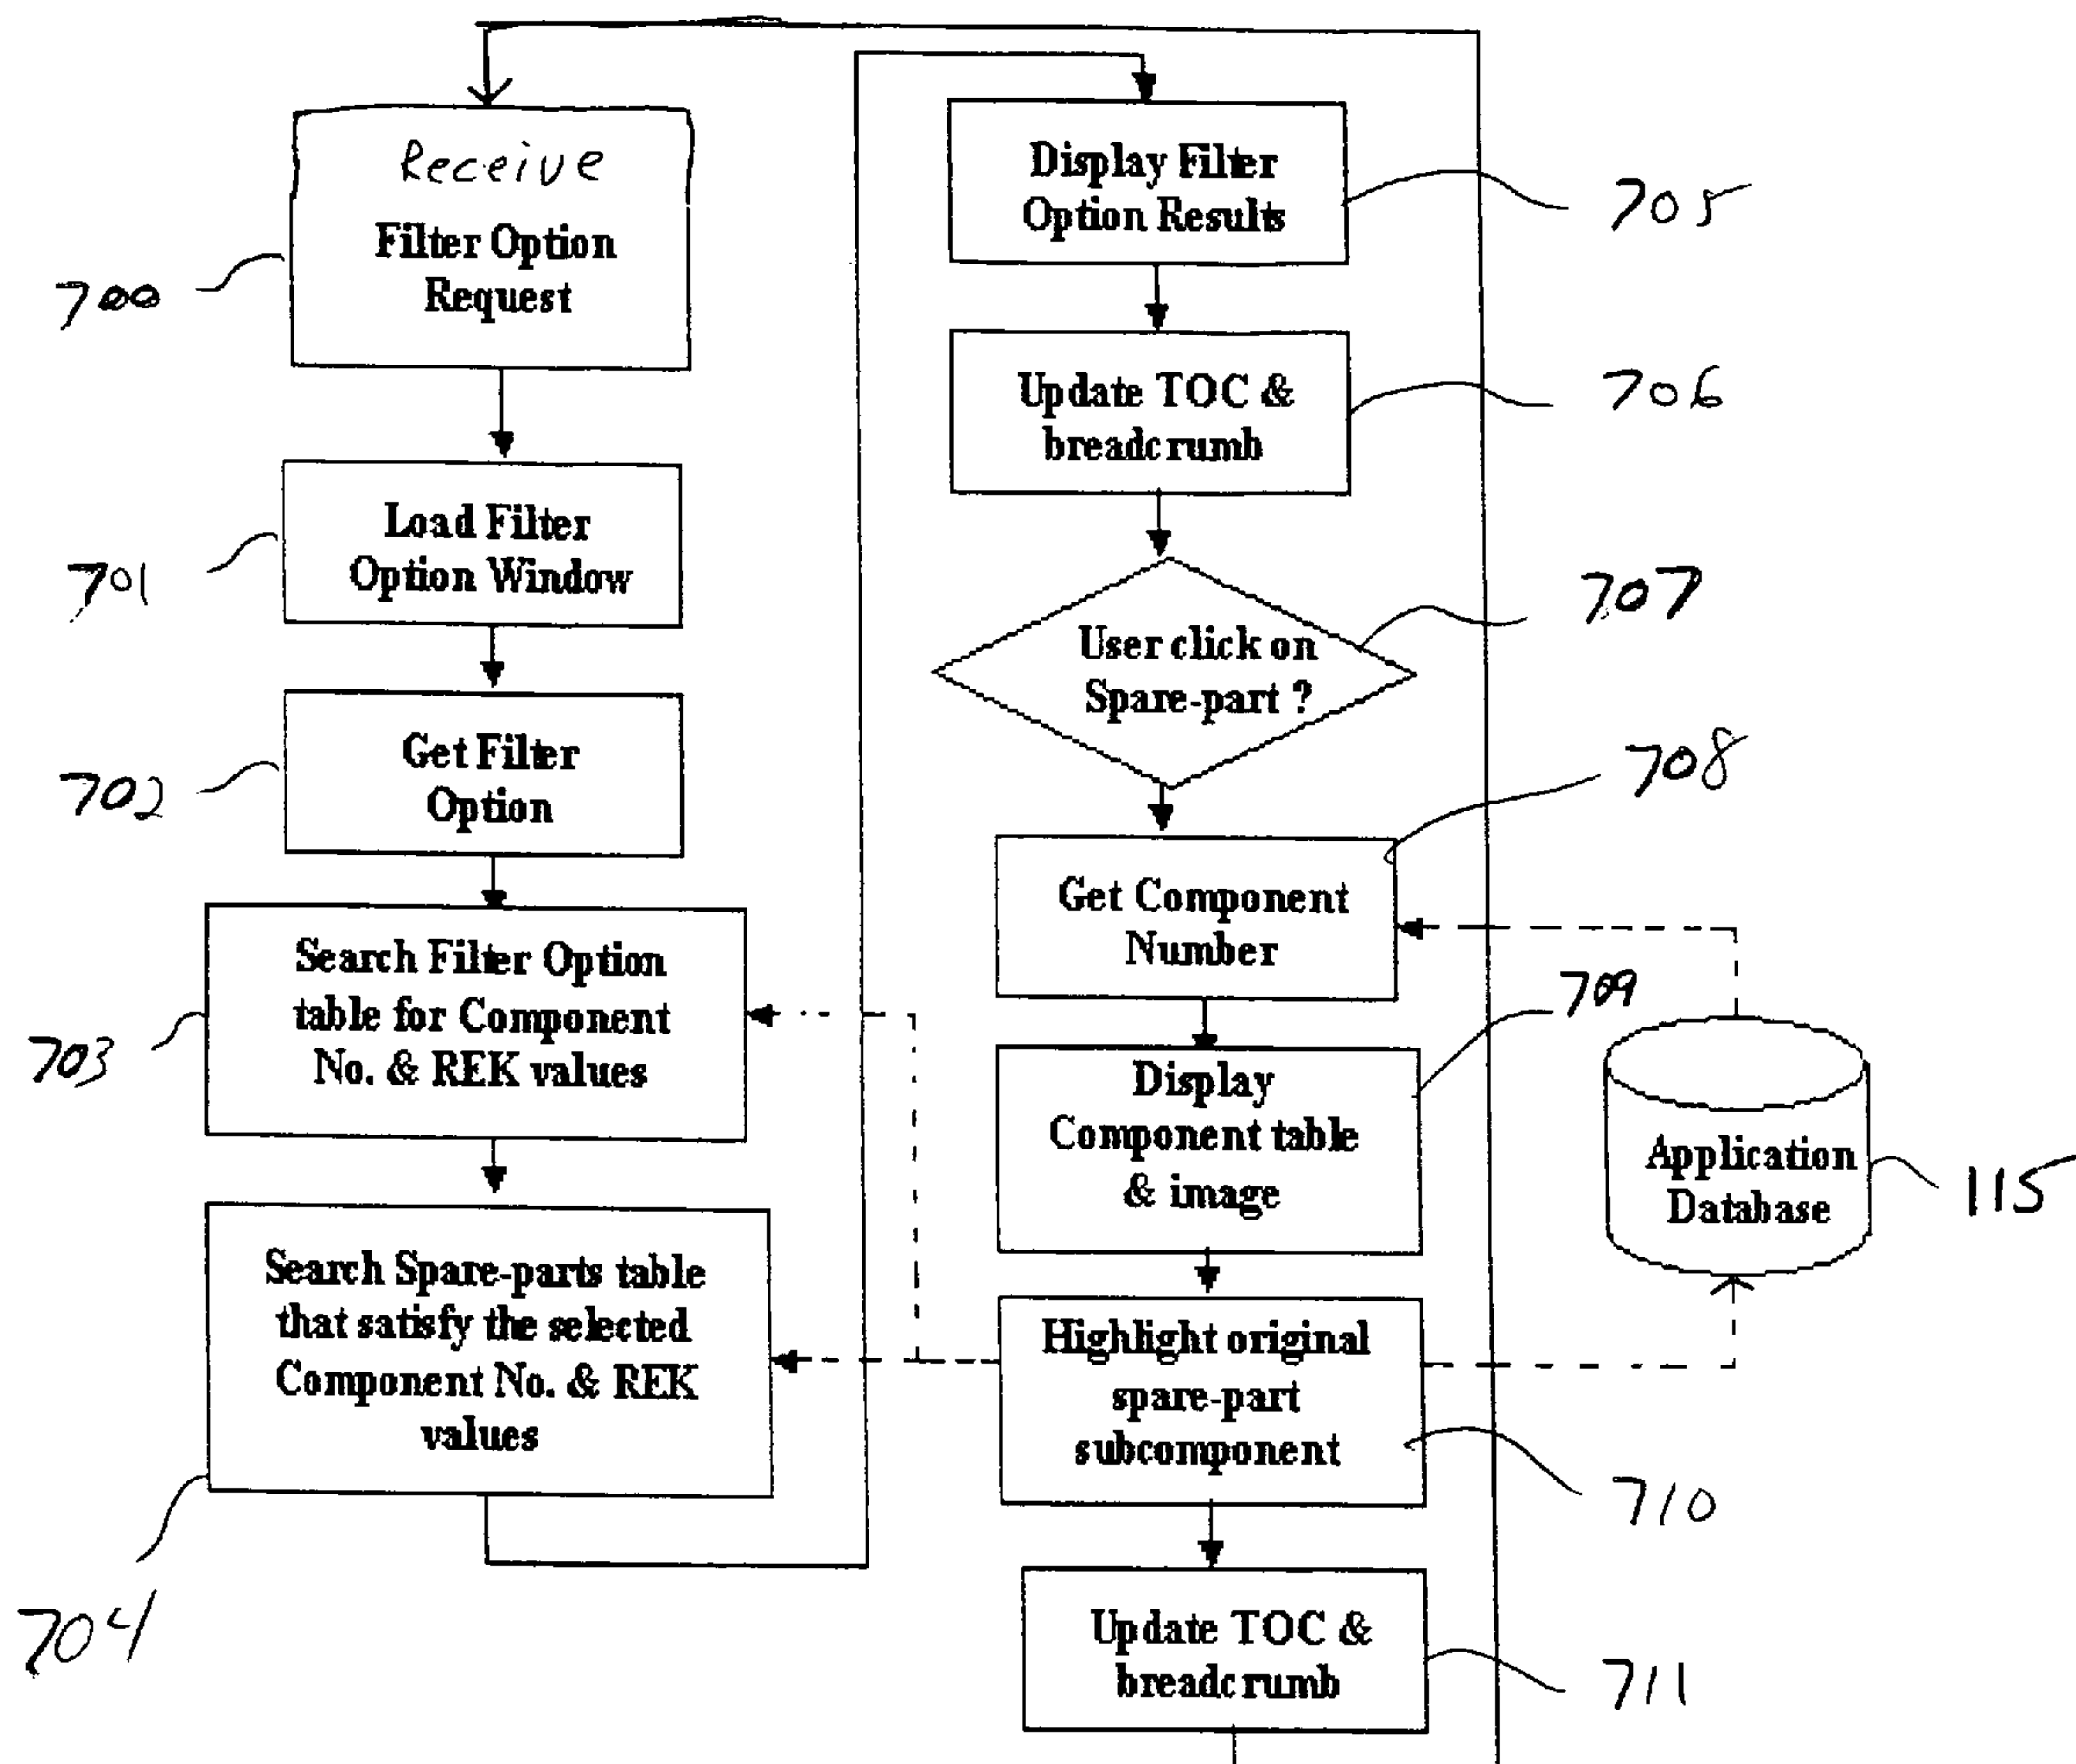 Receive
Filter Option
Request
700
Load Filter
Option Window
701
Get Filter
Option
702
Search Filter Option
table for Component
No. & REK values
703
Search Spare-parts table
that satisfy the selected
Component No. & REK
values
704
Display Filter
Option Results
705
Update TOC &
breadcrumb
706
User click on
Spare-part ?
707
Get Component
Number
708
Display
Component table
& image
709
Highlight original
spare-part
subcomponent
710
Update TOC &
breadcrumb
711
Application
Database
115